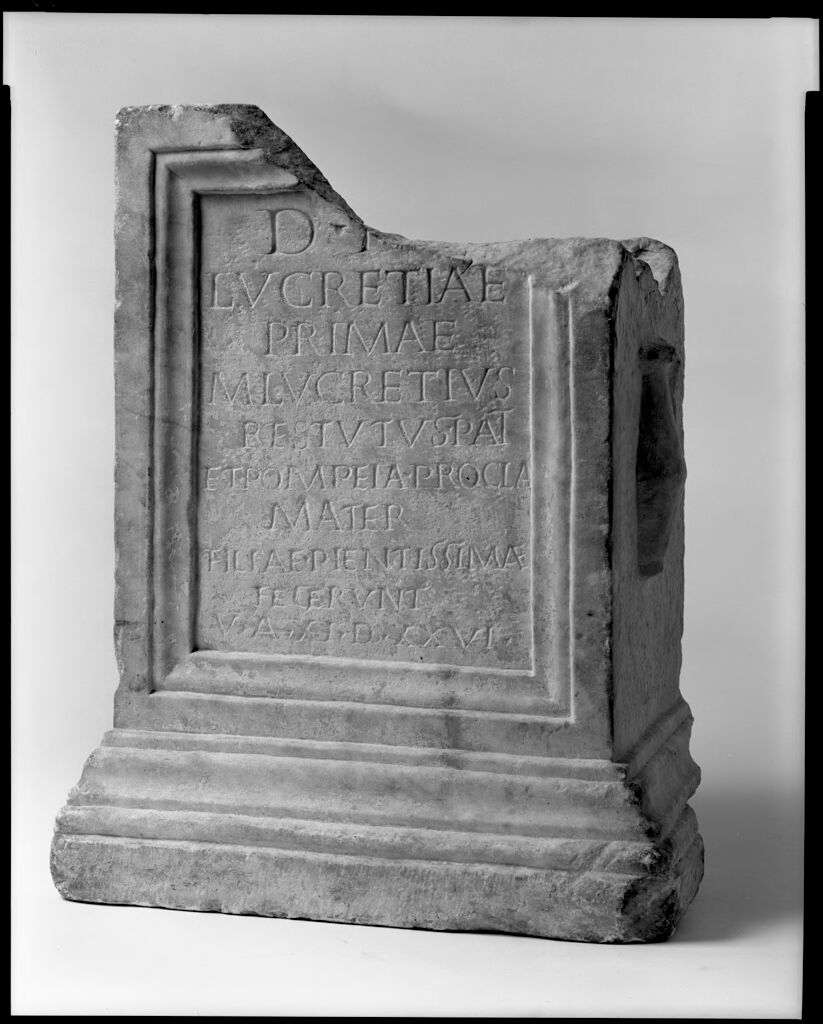 D ·
LVCRETIAE
PRIMAE
M LVCRETIVS
RESTVTVS PAT
ET POMPEIA·PROCLA
MATER
FILIAE·PIENTISSIMAE
FECERVNT
V·A·XI·D·XXVI